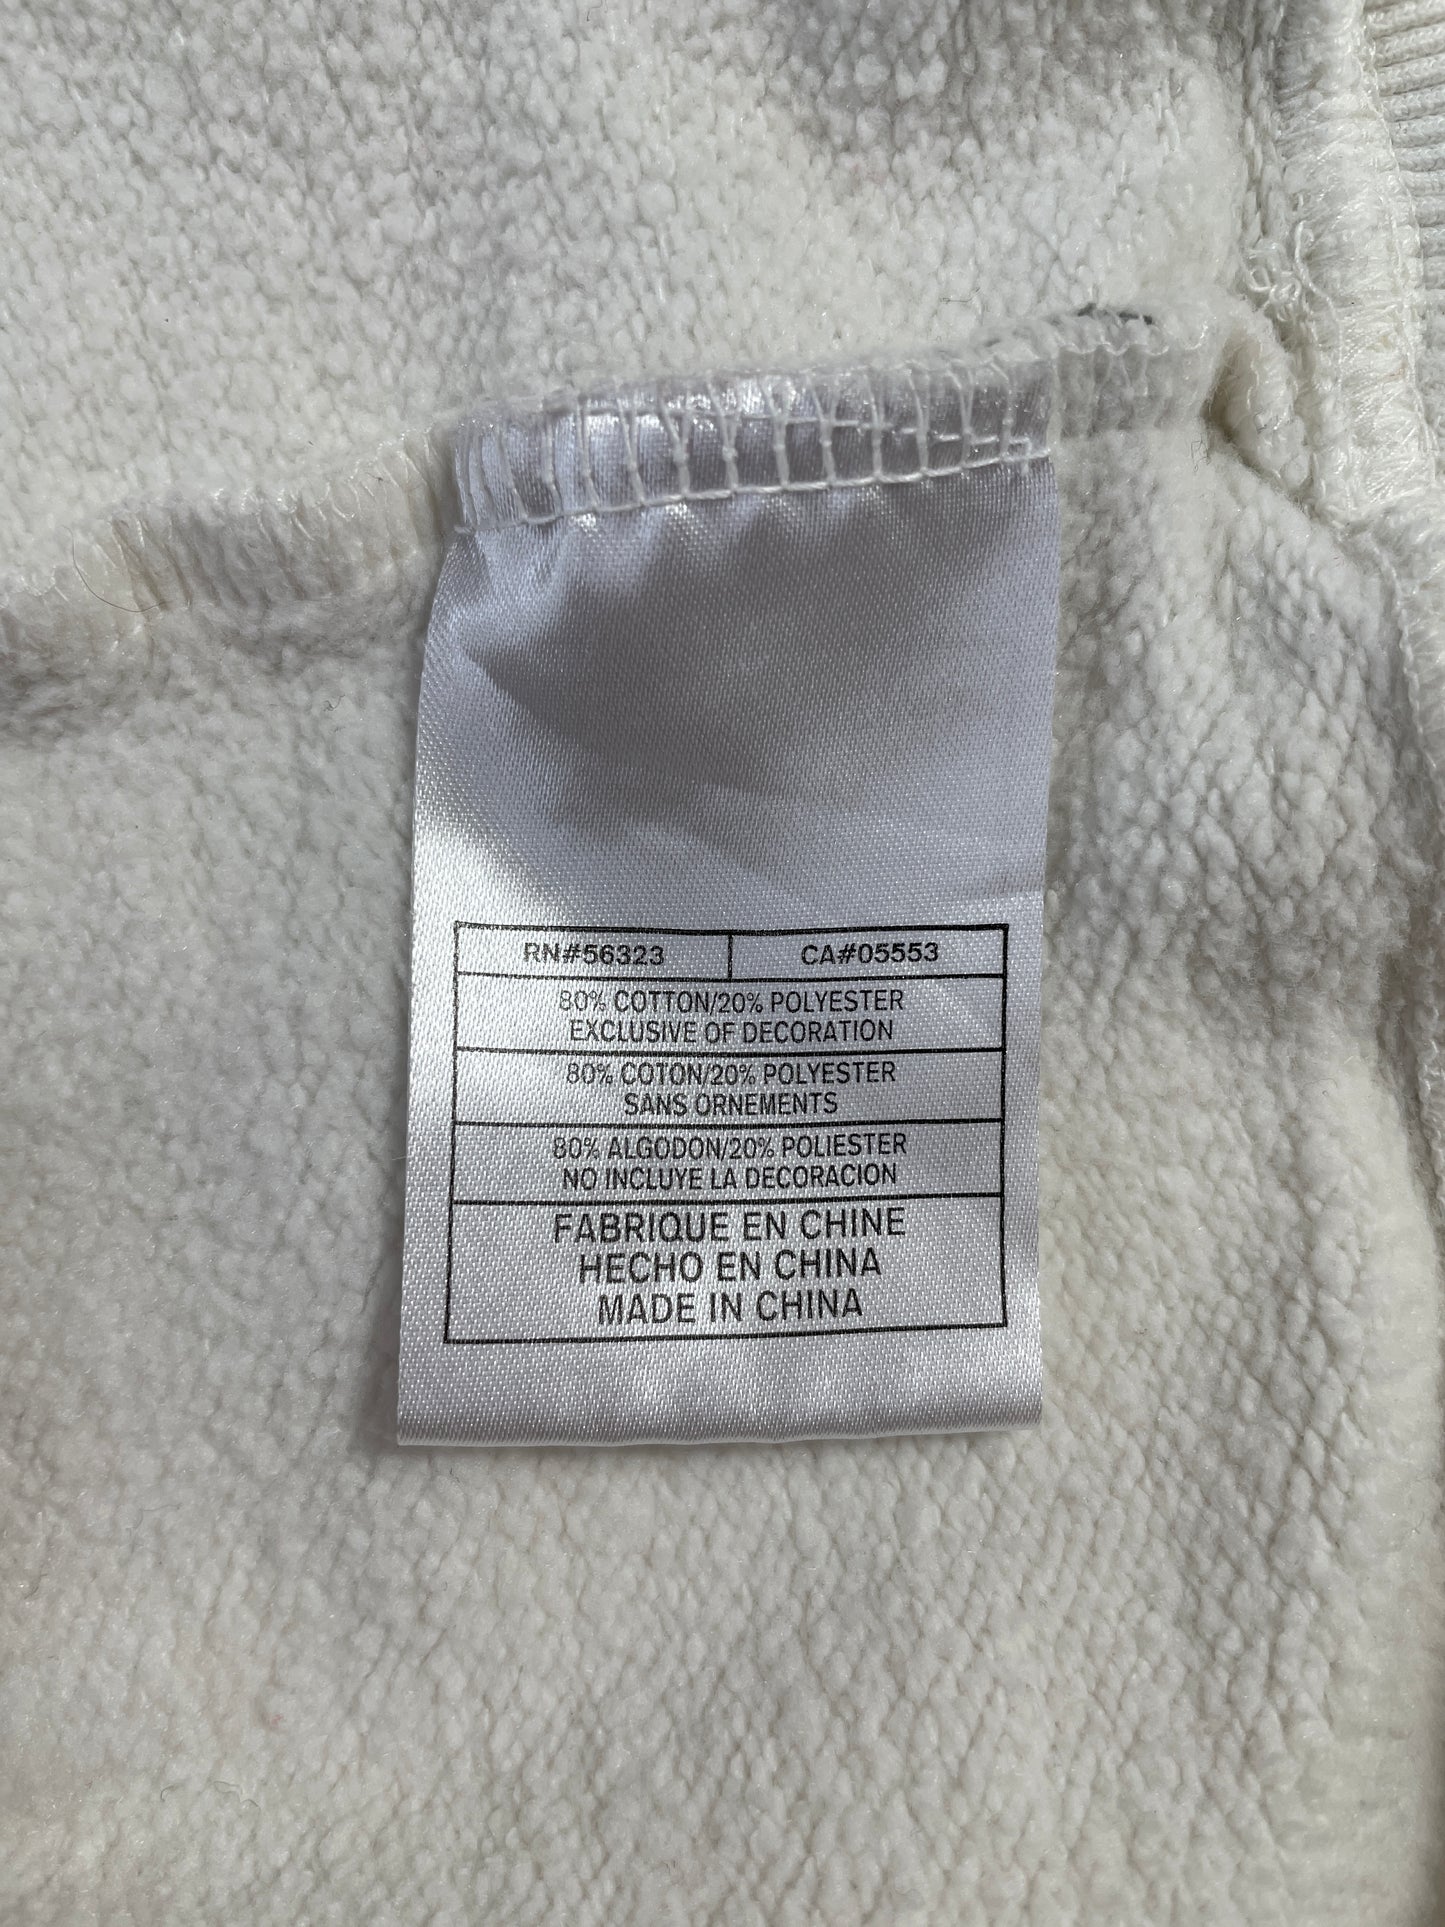 RN#56323 CA#05553
80% COTTON/20% POLYESTER
EXCLUSIVE OF DECORATION
80% COTON/20% POLYESTER
SANS ORNEMENTS
80% ALGODON/20% POLIESTER
NO INCLUYE LA DECORACION
FABRIQUE EN CHINE
HECHO EN CHINA
MADE IN CHINA